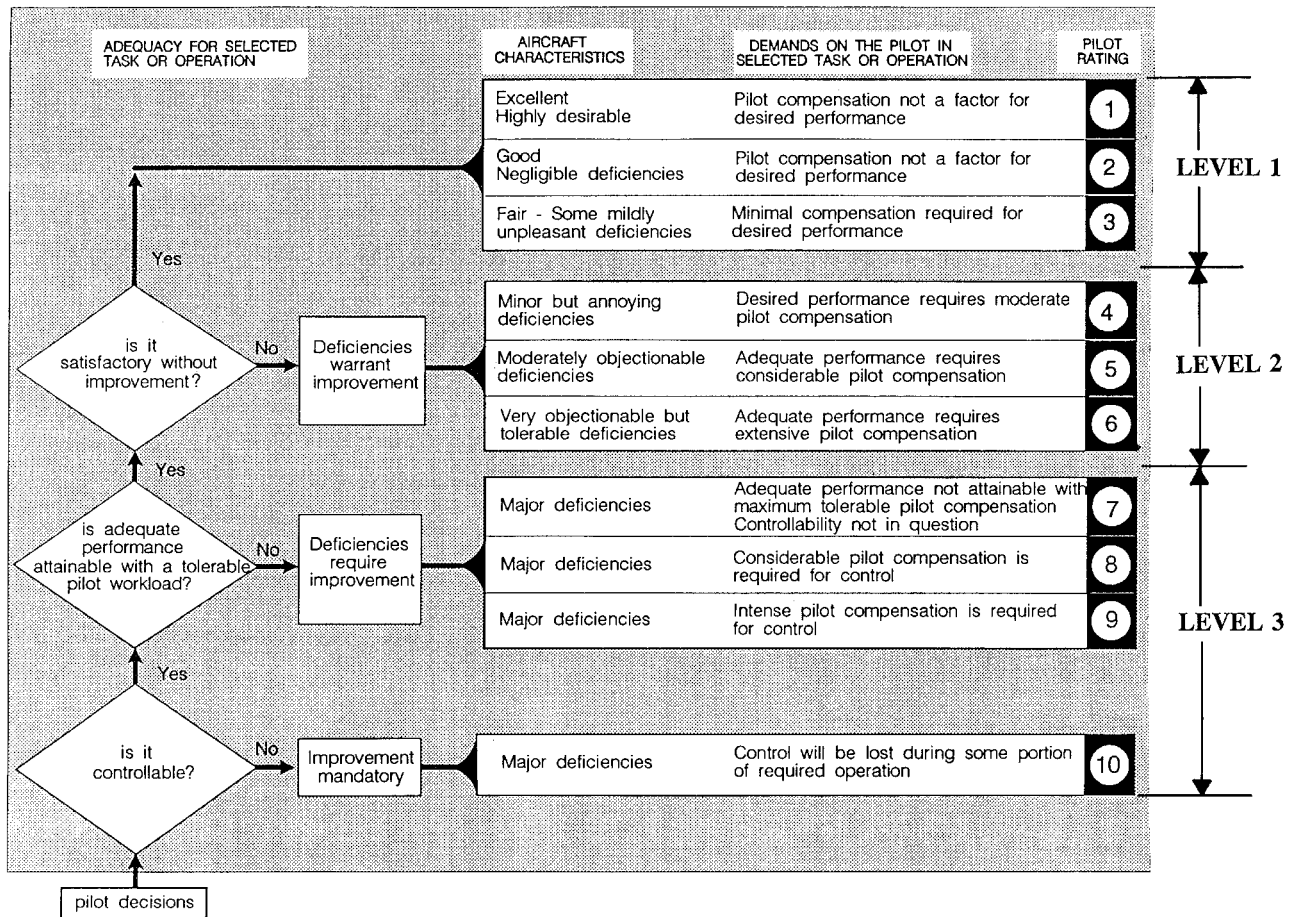 ADEQUACY FOR SELECTED
TASK OR OPERATION
AIRCRAFT
CHARACTERISTICS
DEMANDS ON THE PILOT IN
SELECTED TASK OR OPERATION
PILOT
RATING
Excellent
Highly desirable
Pilot compensation not a factor for
desired performance
1
Good
Negligible deficiencies
Pilot compensation not a factor for
desired performance
2
Fair - Some mildly
unpleasant deficiencies
Minimal compensation required for
desired performance
3
LEVEL 1
Yes
is it
satisfactory without
improvement?
No
Deficiencies
warrant
improvement
Minor but annoying
deficiencies
Desired performance requires moderate
pilot compensation
4
Moderately objectionable
deficiencies
Adequate performance requires
considerable pilot compensation
5
Very objectionable but
tolerable deficiencies
Adequate performance requires
extensive pilot compensation
6
LEVEL 2
Yes
is adequate
performance
attainable with a tolerable
pilot workload?
No
Deficiencies
require
improvement
Major deficiencies
Adequate performance not attainable with
maximum tolerable pilot compensation
Controllability not in question
7
Major deficiencies
Considerable pilot compensation is
required for control
8
Major deficiencies
Intense pilot compensation is required
for control
9
LEVEL 3
Yes
is it
controllable?
No
Improvement
mandatory
Major deficiencies
Control will be lost during some portion
of required operation
10
pilot decisions